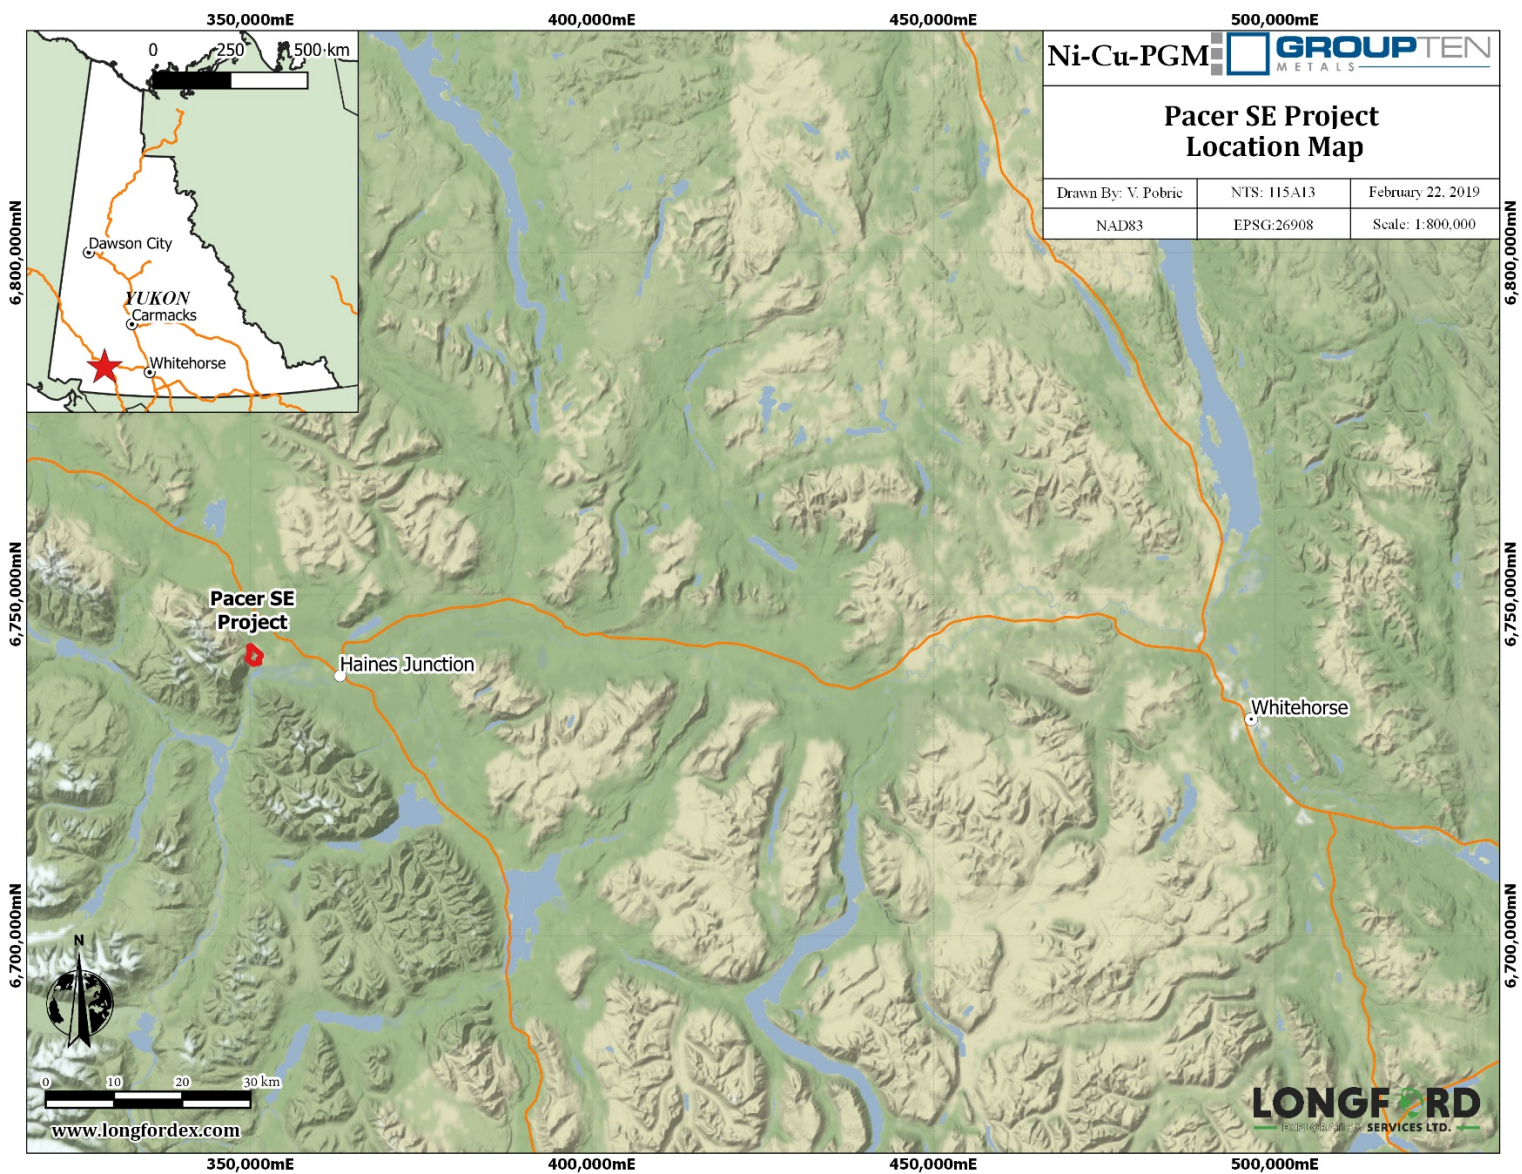 350,000mE 400,000mE 450,000mE 500,000mE
0 250 500 km
Dawson City
YUKON
Carmacks
Whitehorse
Ni-Cu-PGM
GROUPTEN
METALS
Pacer SE Project
Location Map
Drawn By: V. Pobric NTS: 115A13 February 22, 2019
NAD83 EPSG:26908 Scale: 1:800,000
6,800,000mN
6,800,000mN
6,750,000mN
6,750,000mN
Pacer SE
Project
Haines Junction
Whitehorse
6,700,000mN
6,700,000mN
N
0 10 20 30 km
www.longfordex.com
LONGFORD
EXPLORATION SERVICES LTD.
350,000mE 400,000mE 450,000mE 500,000mE